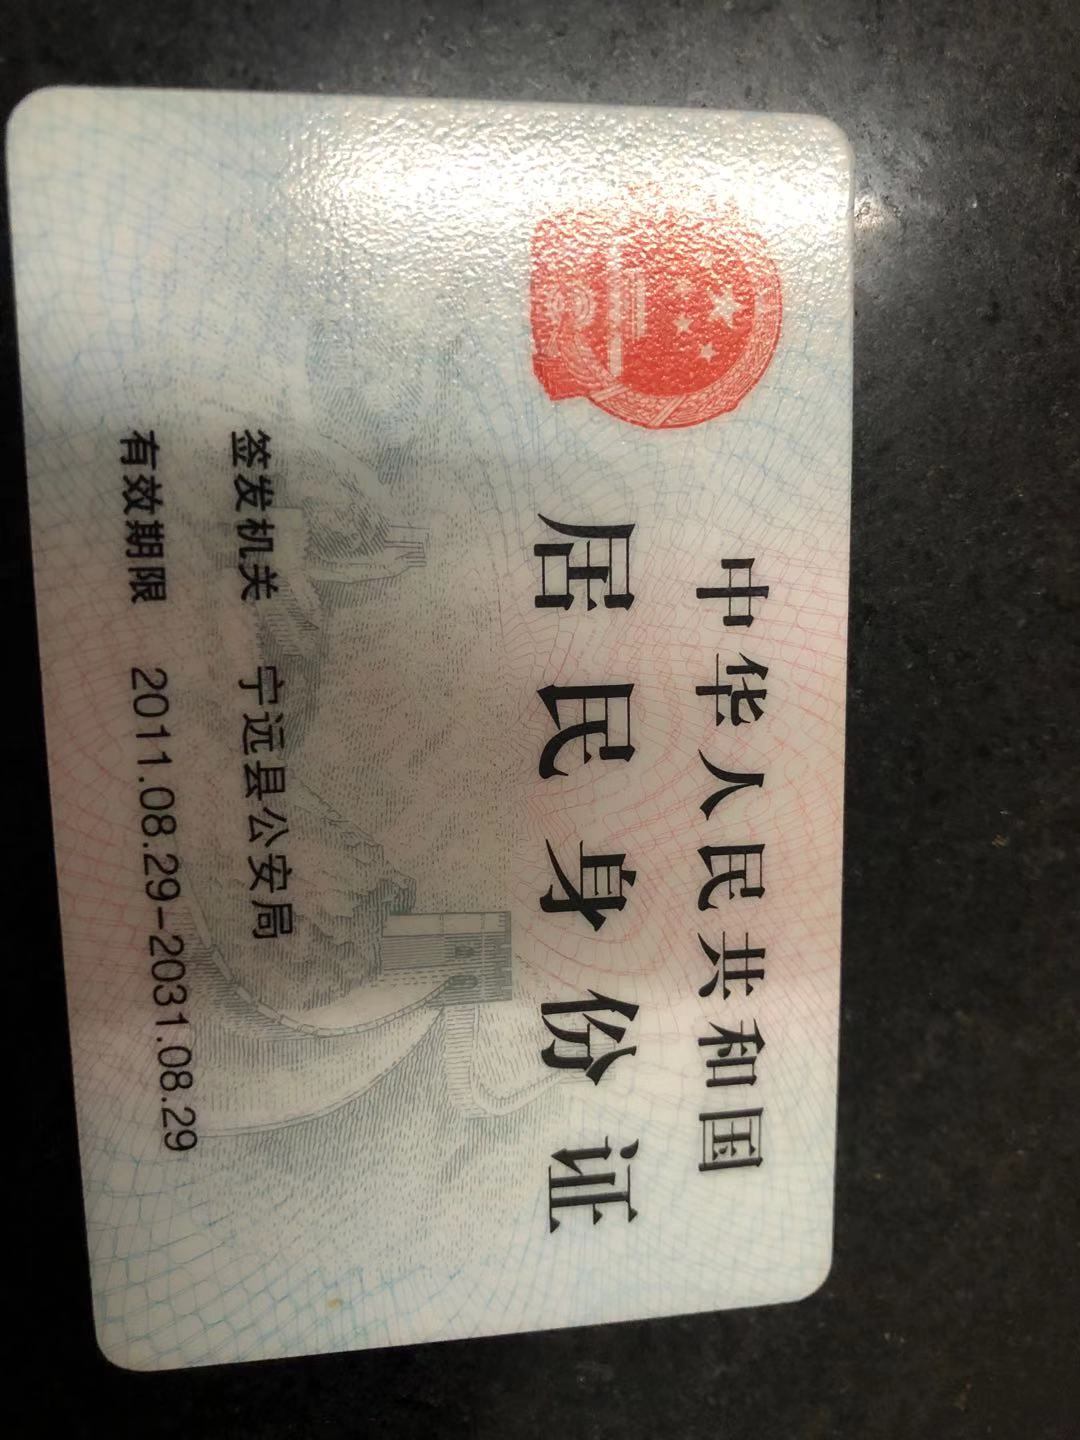 中华人民共和国
居民身份证
签发机关 宁远县公安局
有效期限 2011.08.29-2031.08.29